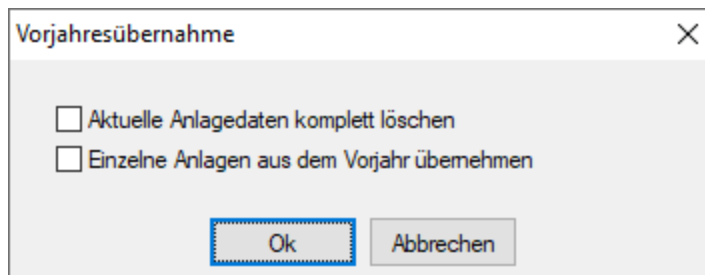 Vorjahresübernahme
Aktuelle Anlagedaten komplett löschen
Einzelne Anlagen aus dem Vorjahr übernehmen
Ok Abbrechen